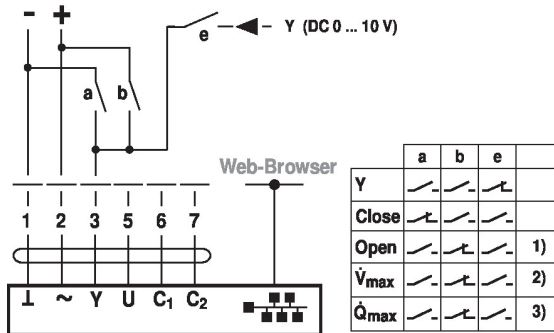 - +
e Y (DC 0 ... 10 V)
a b
Web-Browser
1 2 3 5 6 7
⊥ ~ Y U C₁ C₂
a b e
Y
Close
Open 1)
V̇max 2)
Q̇max 3)